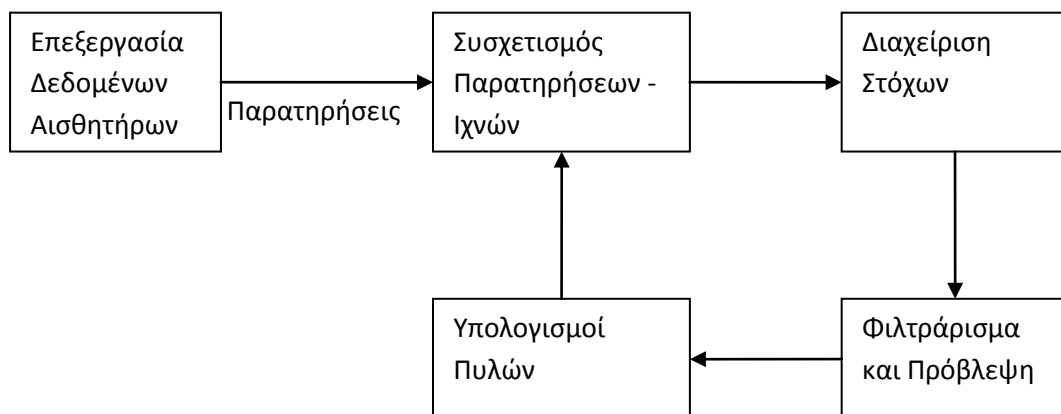 Επεξεργασία
Δεδομένων
Αισθητήρων
Παρατηρήσεις
Συσχετισμός
Παρατηρήσεων -
Ιχνών
Διαχείριση
Στόχων
Υπολογισμοί
Πυλών
Φιλτράρισμα
και Πρόβλεψη